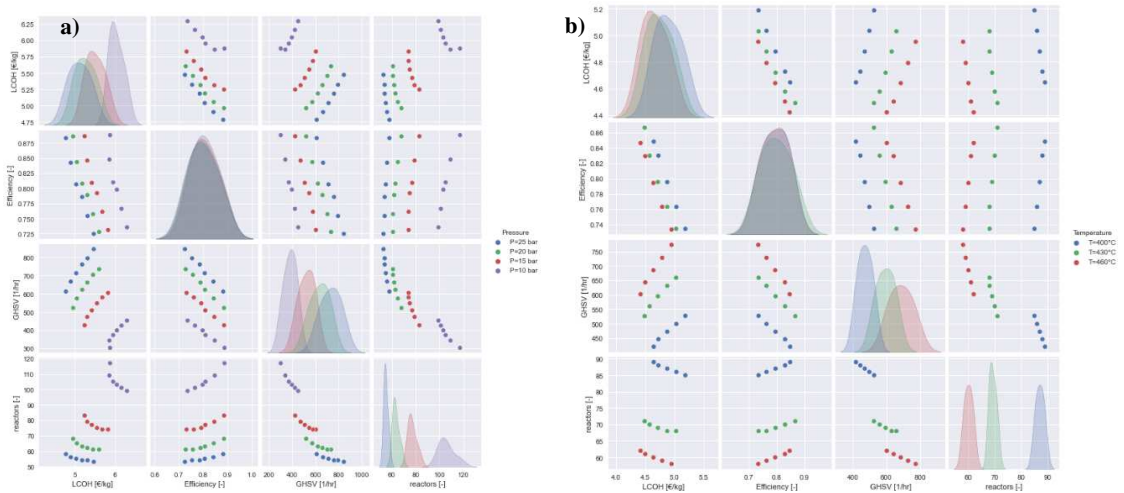 a)
LCOH [€/kg]
6.25
6.00
5.75
5.50
5.25
5.00
4.75
Efficiency [-]
0.875
0.850
0.825
0.800
0.775
0.750
0.725
GHSV [1/hr]
800
700
600
500
400
300
reactors [-]
120
110
100
90
80
70
60
50
5 6
LCOH [€/kg]
0.6 0.7 0.8 0.9 1.0
Efficiency [-]
200 400 600 800 1000
GHSV [1/hr]
60 80 100 120
reactors [-]
Pressure
P=25 bar
P=20 bar
P=15 bar
P=10 bar
b)
LCOH [€/kg]
5.2
5.0
4.8
4.6
4.4
Efficiency [-]
0.86
0.84
0.82
0.80
0.78
0.76
0.74
GHSV [1/hr]
750
700
650
600
550
500
450
reactors [-]
90
85
80
75
70
65
60
4.0 4.5 5.0 5.5
LCOH [€/kg]
0.7 0.8 0.9
Efficiency [-]
400 600 800
GHSV [1/hr]
60 70 80 90
reactors [-]
Temperature
T=400°C
T=430°C
T=460°C